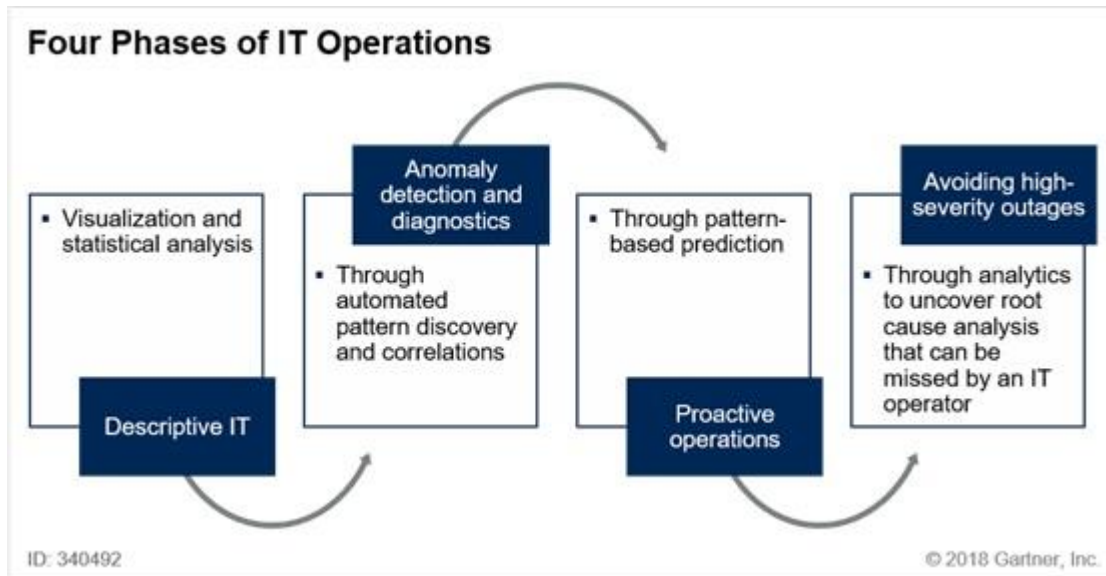 Four Phases of IT Operations
▪ Visualization and
statistical analysis
Descriptive IT
Anomaly
detection and
diagnostics
▪ Through
automated
pattern discovery
and correlations
▪ Through pattern-
based prediction
Proactive
operations
Avoiding high-
severity outages
▪ Through analytics
to uncover root
cause analysis
that can be
missed by an IT
operator
ID: 340492
© 2018 Gartner, Inc.